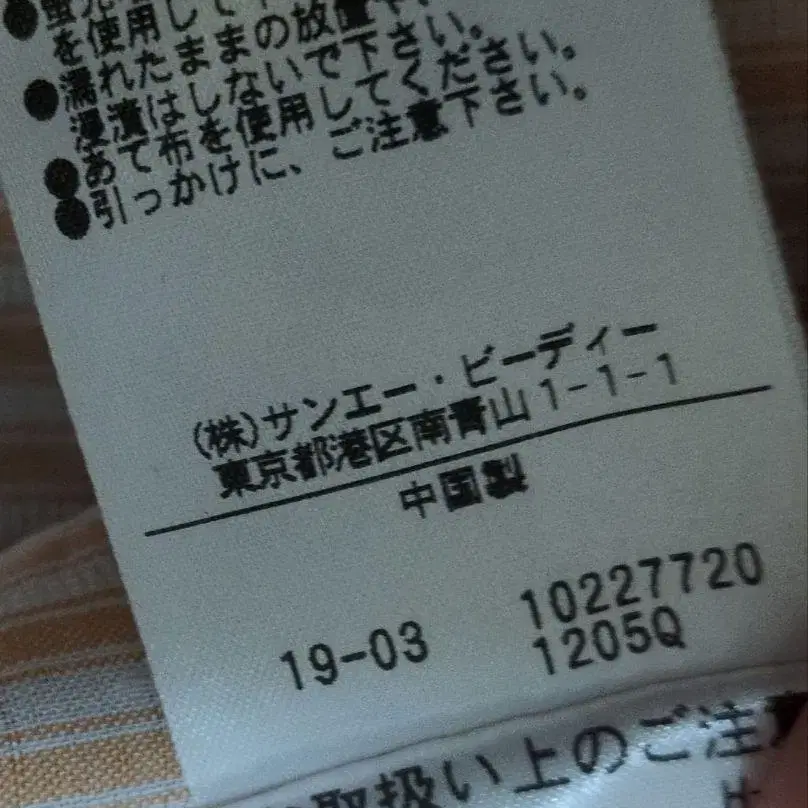 を使用して
●濡れたままの放置や、
浸漬はしないで下さい。
●あて布を使用してください。
●引っかけに、ご注意下さい。
(株)サンエー・ビーディー
東京都港区南青山1-1-1
中国製
19-03
10227720
1205Q
取扱い上のご注